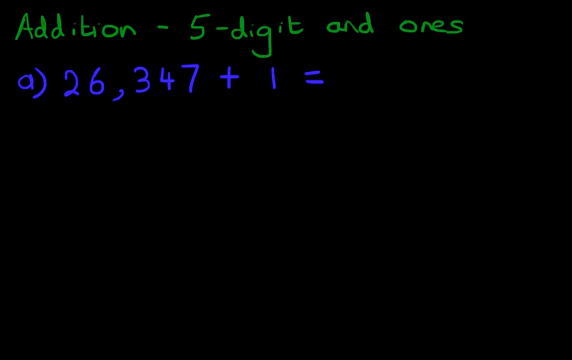 Addition - 5-digit and ones
a) 26,347 + 1 =